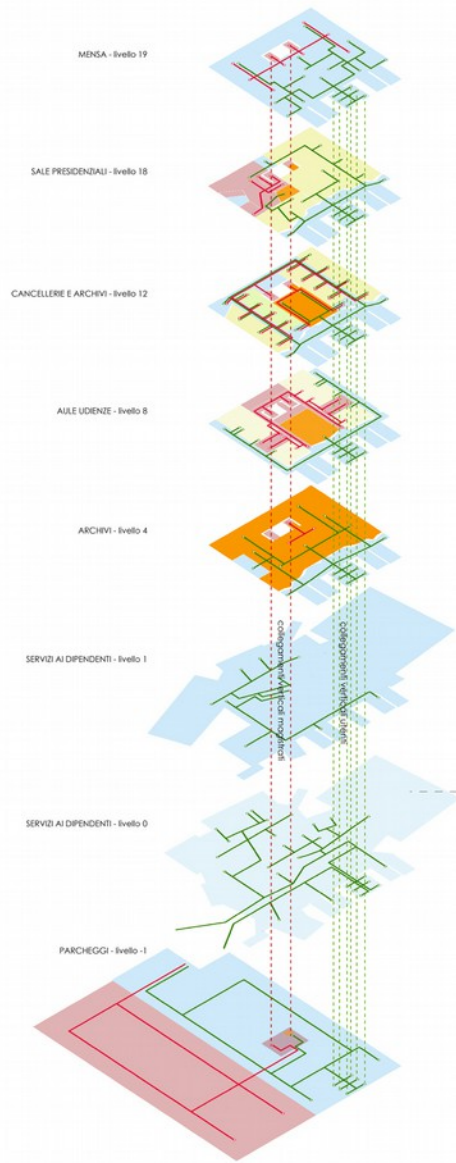 MENSA - livello 19
SALE PRESIDENZIALI - livello 18
CANCELLERIE E ARCHIVI - livello 12
AULE UDIENZE - livello 8
ARCHIVI - livello 4
SERVIZI AI DIPENDENTI - livello 1
collegamenti verticali magistrati
collegamenti verticali utenti
SERVIZI AI DIPENDENTI - livello 0
PARCHEGGI - livello -1